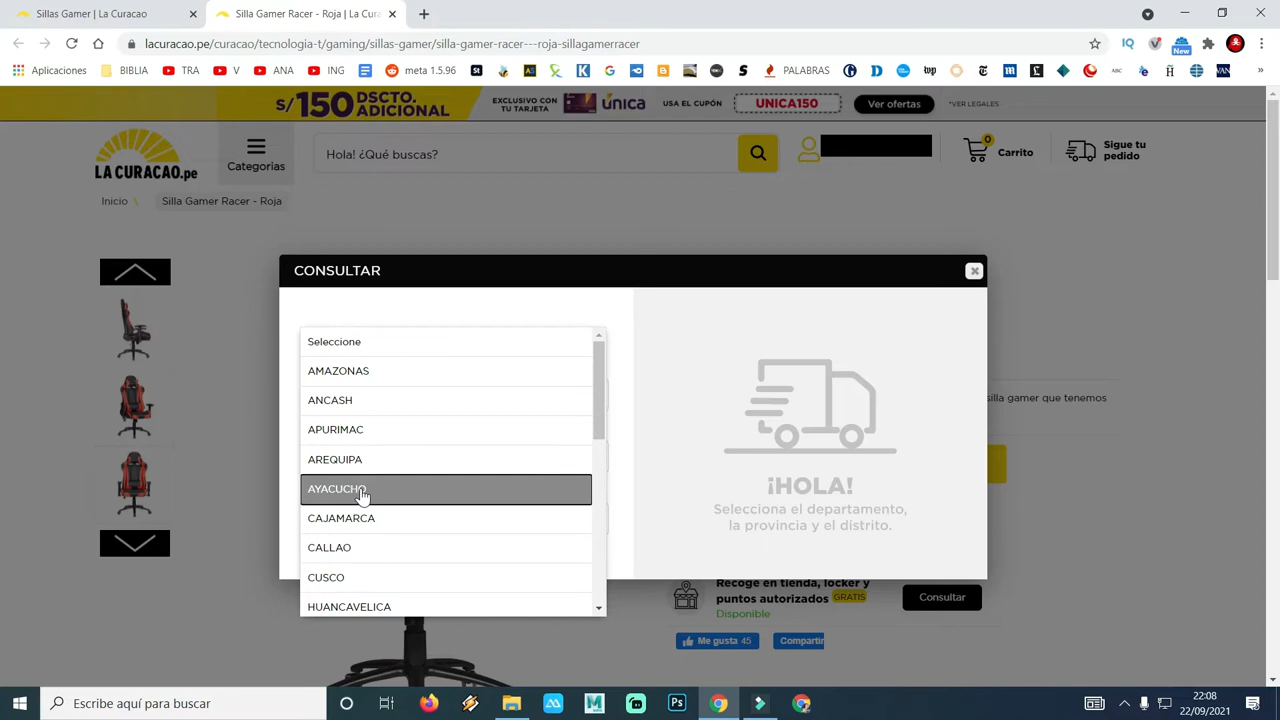 Sillas Gamer | La Curacao
Silla Gamer Racer - Roja | La Cura
lacuracao.pe/curacao/tecnologia-t/gaming/sillas-gamer/silla-gamer-racer---roja-sillagamerracer
New
Aplicaciones
BIBLIA
TRA
V
ANA
ING
meta 1.5.96
PALABRAS
S/150 DSCTO. ADICIONAL
EXCLUSIVO CON TU TARJETA
única
USA EL CUPÓN
UNICA150
Ver ofertas
*VER LEGALES
LA CURACAO.pe
Categorias
Hola! ¿Qué buscas?
0
Carrito
Sigue tu pedido
Inicio \ Silla Gamer Racer - Roja
CONSULTAR
Seleccione
AMAZONAS
ANCASH
APURIMAC
AREQUIPA
AYACUCHO
CAJAMARCA
CALLAO
CUSCO
HUANCAVELICA
¡HOLA!
Selecciona el departamento,
la provincia y el distrito.
silla gamer que tenemos
Recoge en tienda, locker y
puntos autorizados GRATIS
Disponible
Consultar
Me gusta 45
Compartir
Escribe aquí para buscar
22:08
22/09/2021